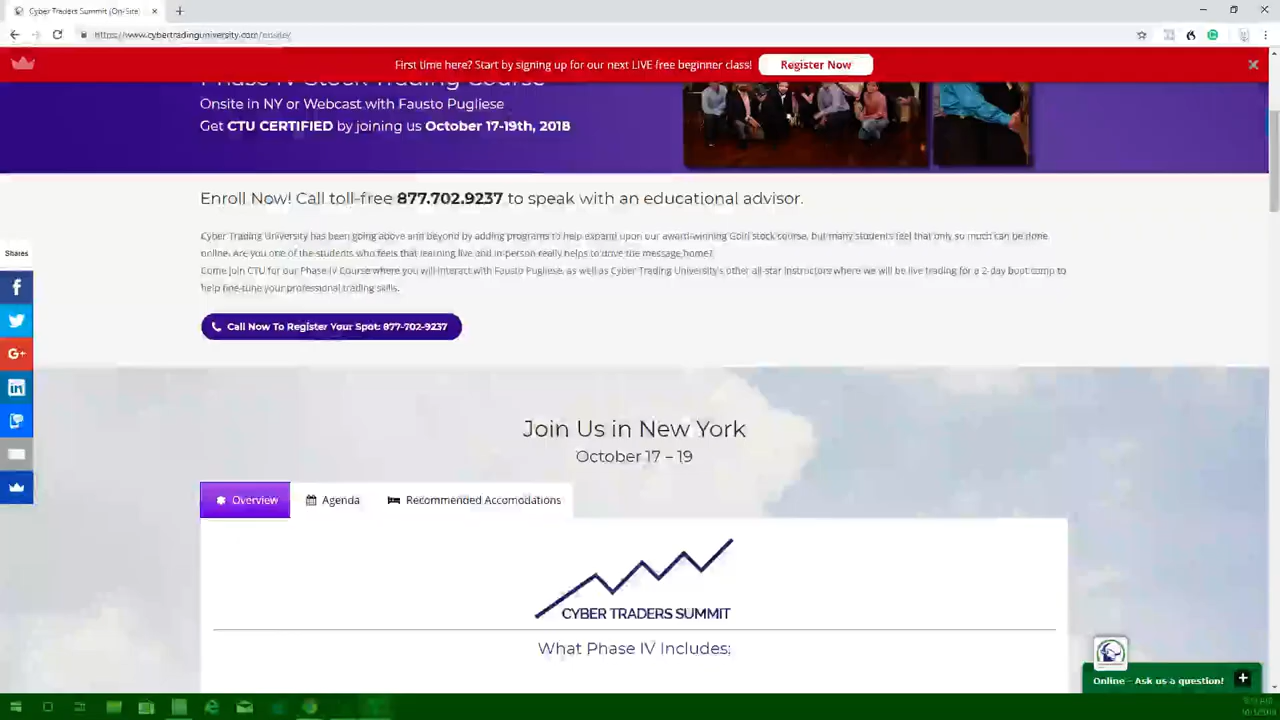 Cyber Traders Summit (On-Site)
https://www.cybertradinguniversity.com/onsite/
First time here? Start by signing up for our next LIVE free beginner class!
Register Now
Phase IV Stock Trading Course
Onsite in NY or Webcast with Fausto Pugliese
Get CTU CERTIFIED by joining us October 17-19th, 2018
Enroll Now! Call toll-free 877.702.9237 to speak with an educational advisor.
Cyber Trading University has been going above and beyond by adding programs to help expand upon our award-winning Gold stock course, but many students feel that only so much can be done
online. Are you one of the students who feels that learning live and in person really helps to drive the message home?
Come join CTU for our Phase IV Course where you will interact with Fausto Pugliese, as well as Cyber Trading University's other all-star instructors where we will be live trading for a 2-day boot camp to
help fine-tune your professional trading skills.
Shares
Call Now To Register Your Spot: 877-702-9237
Join Us in New York
October 17 – 19
Overview
Agenda
Recommended Accomodations
CYBER TRADERS SUMMIT
What Phase IV Includes:
Online - Ask us a question!